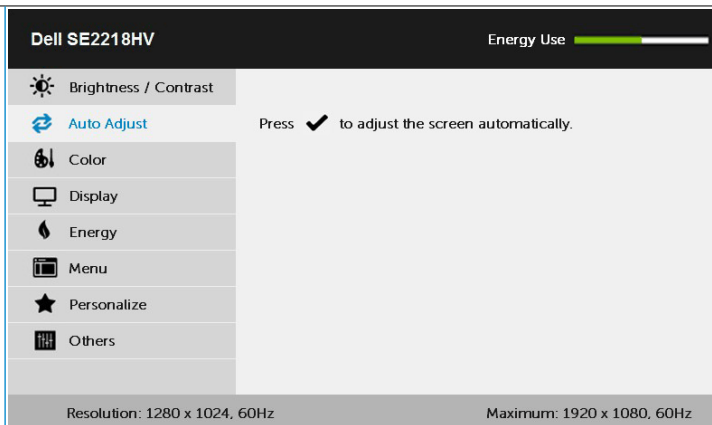 Dell SE2218HV
Energy Use
Brightness / Contrast
Auto Adjust
Press ✔ to adjust the screen automatically.
Color
Display
Energy
Menu
Personalize
Others
Resolution: 1280 x 1024, 60Hz
Maximum: 1920 x 1080, 60Hz